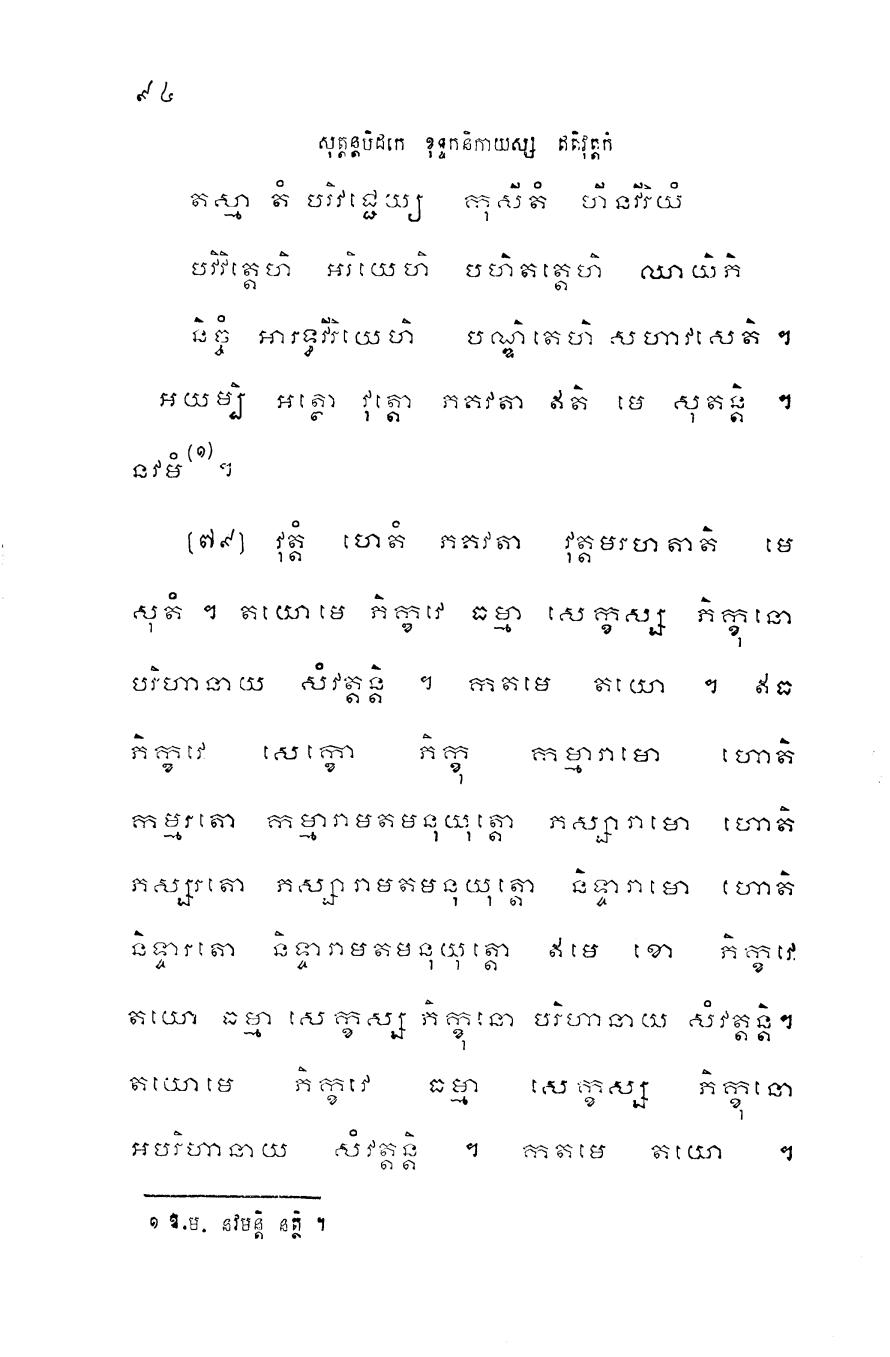 ៩៤
សុត្តន្តបិដកេ ខុទ្ទកនិកាយស្ស ឥតិវុត្តកំ
តស្មា តំ បរិវជ្ជេយ្យ កុសីតំ ហីនវីរិយំ
បវិវិត្តេហិ អរិយេហិ បហិតត្តេហិ ឈាយិភិ
និច្ចំ អារទ្ធវីរិយេហិ បណ្ឌិតេហិ សហាវសេតិ ។
អយម្បិ អត្ថោ វុត្តោ ភគវតា ឥតិ មេ សុតន្តិ ។
នវមំ(១) ។
[៧៩] វុត្តំ ហេតំ ភគវតា វុត្តមរហតាតិ មេ
សុតំ ។ តយោមេ ភិក្ខវេ ធម្មា សេក្ខស្ស ភិក្ខុនោ
បរិហានាយ សំវត្តន្តិ ។ កតមេ តយោ ។ ឥធ
ភិក្ខវេ សេក្ខោ ភិក្ខុ កម្មារាមោ ហោតិ
កម្មរតោ កម្មារាមតមនុយុត្តោ ភស្សារាមោ ហោតិ
ភស្សរតោ ភស្សារាមតមនុយុត្តោ និទ្ទារាមោ ហោតិ
និទ្ទារតោ និទ្ទារាមតមនុយុត្តោ ឥមេ ខោ ភិក្ខវេ
តយោ ធម្មា សេក្ខស្ស ភិក្ខុនោ បរិហានាយ សំវត្តន្តិ។
តយោមេ ភិក្ខវេ ធម្មា សេក្ខស្ស ភិក្ខុនោ
អបរិហានាយ សំវត្តន្តិ ។ កតមេ តយោ ។
១ ឱ.ម. នវមន្តិ នត្ថិ ។